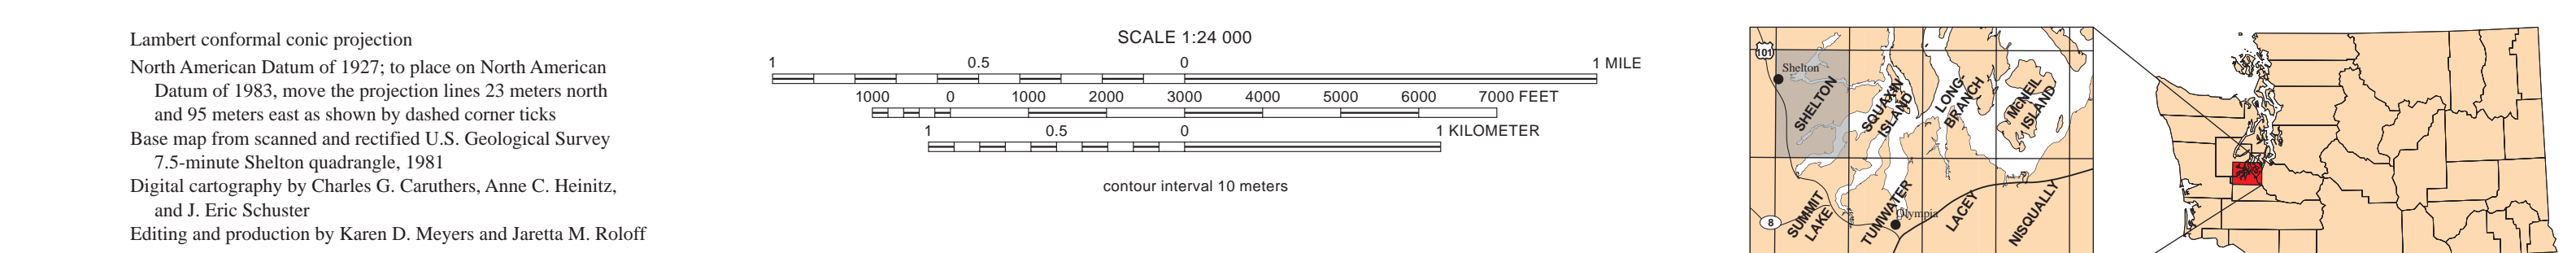 Lambert conformal conic projection
North American Datum of 1927; to place on North American
Datum of 1983, move the projection lines 23 meters north
and 95 meters east as shown by dashed corner ticks
Base map from scanned and rectified U.S. Geological Survey
7.5-minute Shelton quadrangle, 1981
Digital cartography by Charles G. Caruthers, Anne C. Heinitz,
and J. Eric Schuster
Editing and production by Karen D. Meyers and Jaretta M. Roloff
SCALE 1:24 000
1 0.5 0 1 MILE
1000 0 1000 2000 3000 4000 5000 6000 7000 FEET
1 0.5 0 1 KILOMETER
contour interval 10 meters
101
Shelton
SHELTON
SQUAXIN
ISLAND
LONG-
BRANCH
McNEIL
ISLAND
8
SUMMIT
LAKE
TUMWATER
Olympia
LACEY
NISQUALLY